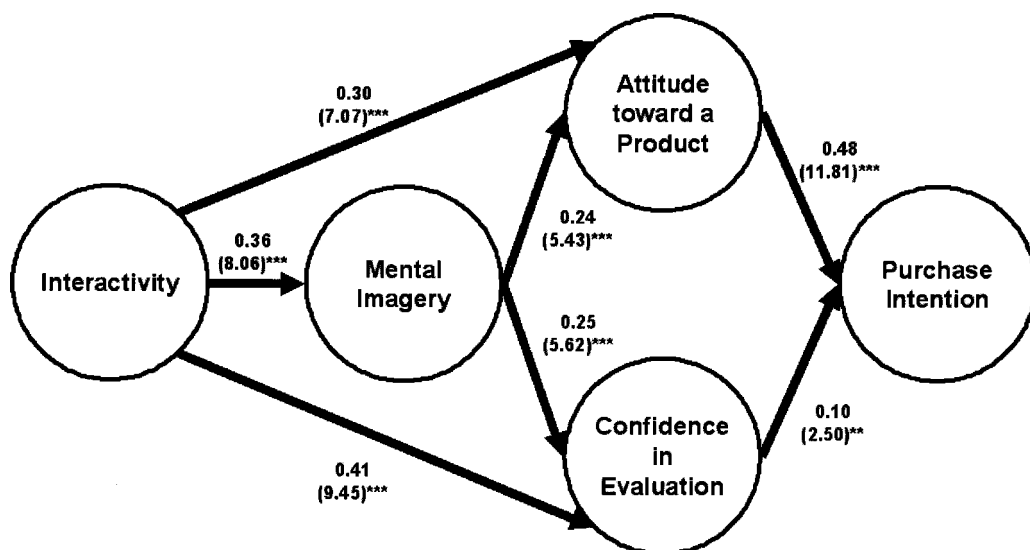 0.30
(7.07)***
Attitude
toward a
Product
0.48
(11.81)***
0.36
(8.06)***
0.24
(5.43)***
Interactivity
Mental
Imagery
Purchase
Intention
0.25
(5.62)***
0.41
(9.45)***
Confidence
in
Evaluation
0.10
(2.50)**